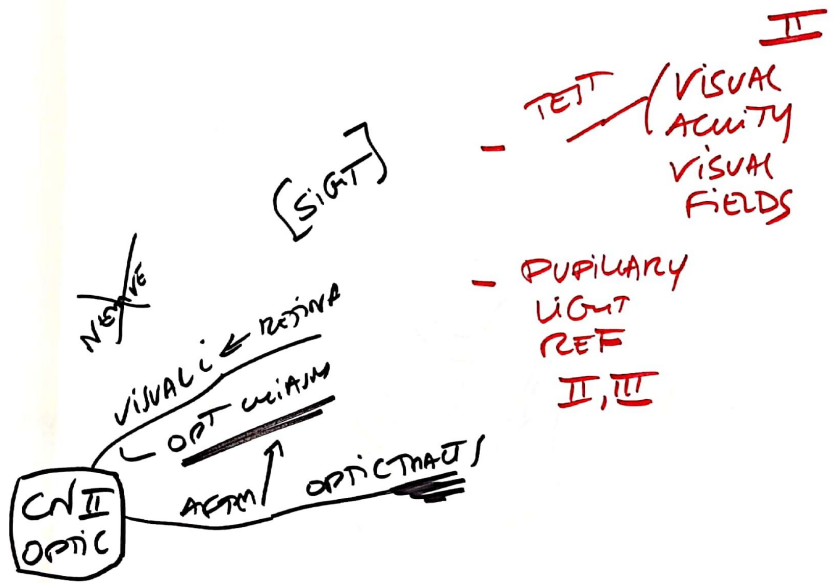 II
TEST
VISUAL
ACUITY
VISUAL
FIELDS
[SIGHT]
PUPILLARY
LIGHT
REF
II, III
NERVE
VISUAL i ← RETINA
OPT CHIASM
AFTER OPTIC TRACTS
CN II
OPTIC